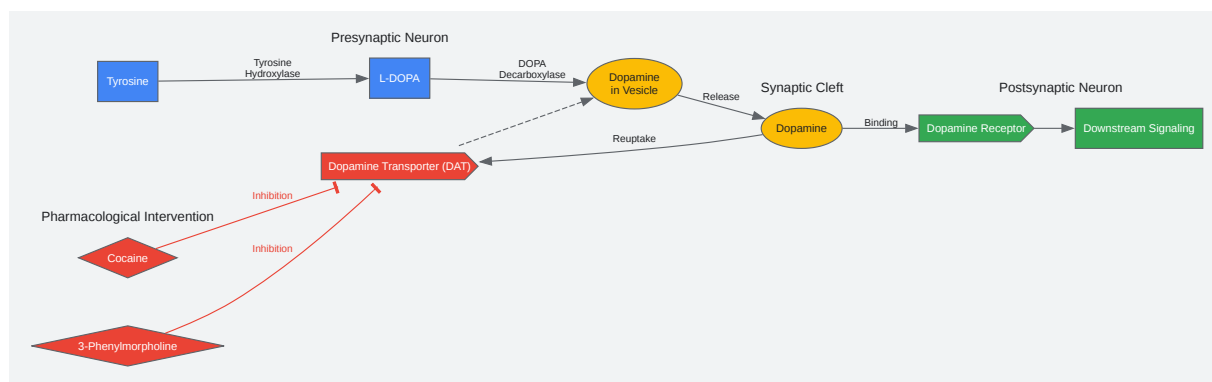 Presynaptic Neuron
Tyrosine
Tyrosine
Hydroxylase
L-DOPA
DOPA
Decarboxylase
Dopamine
in Vesicle
Release
Synaptic Cleft
Dopamine
Reuptake
Binding
Postsynaptic Neuron
Dopamine Receptor
Downstream Signaling
Dopamine Transporter (DAT)
Inhibition
Pharmacological Intervention
Cocaine
Inhibition
3-Phenylmorpholine